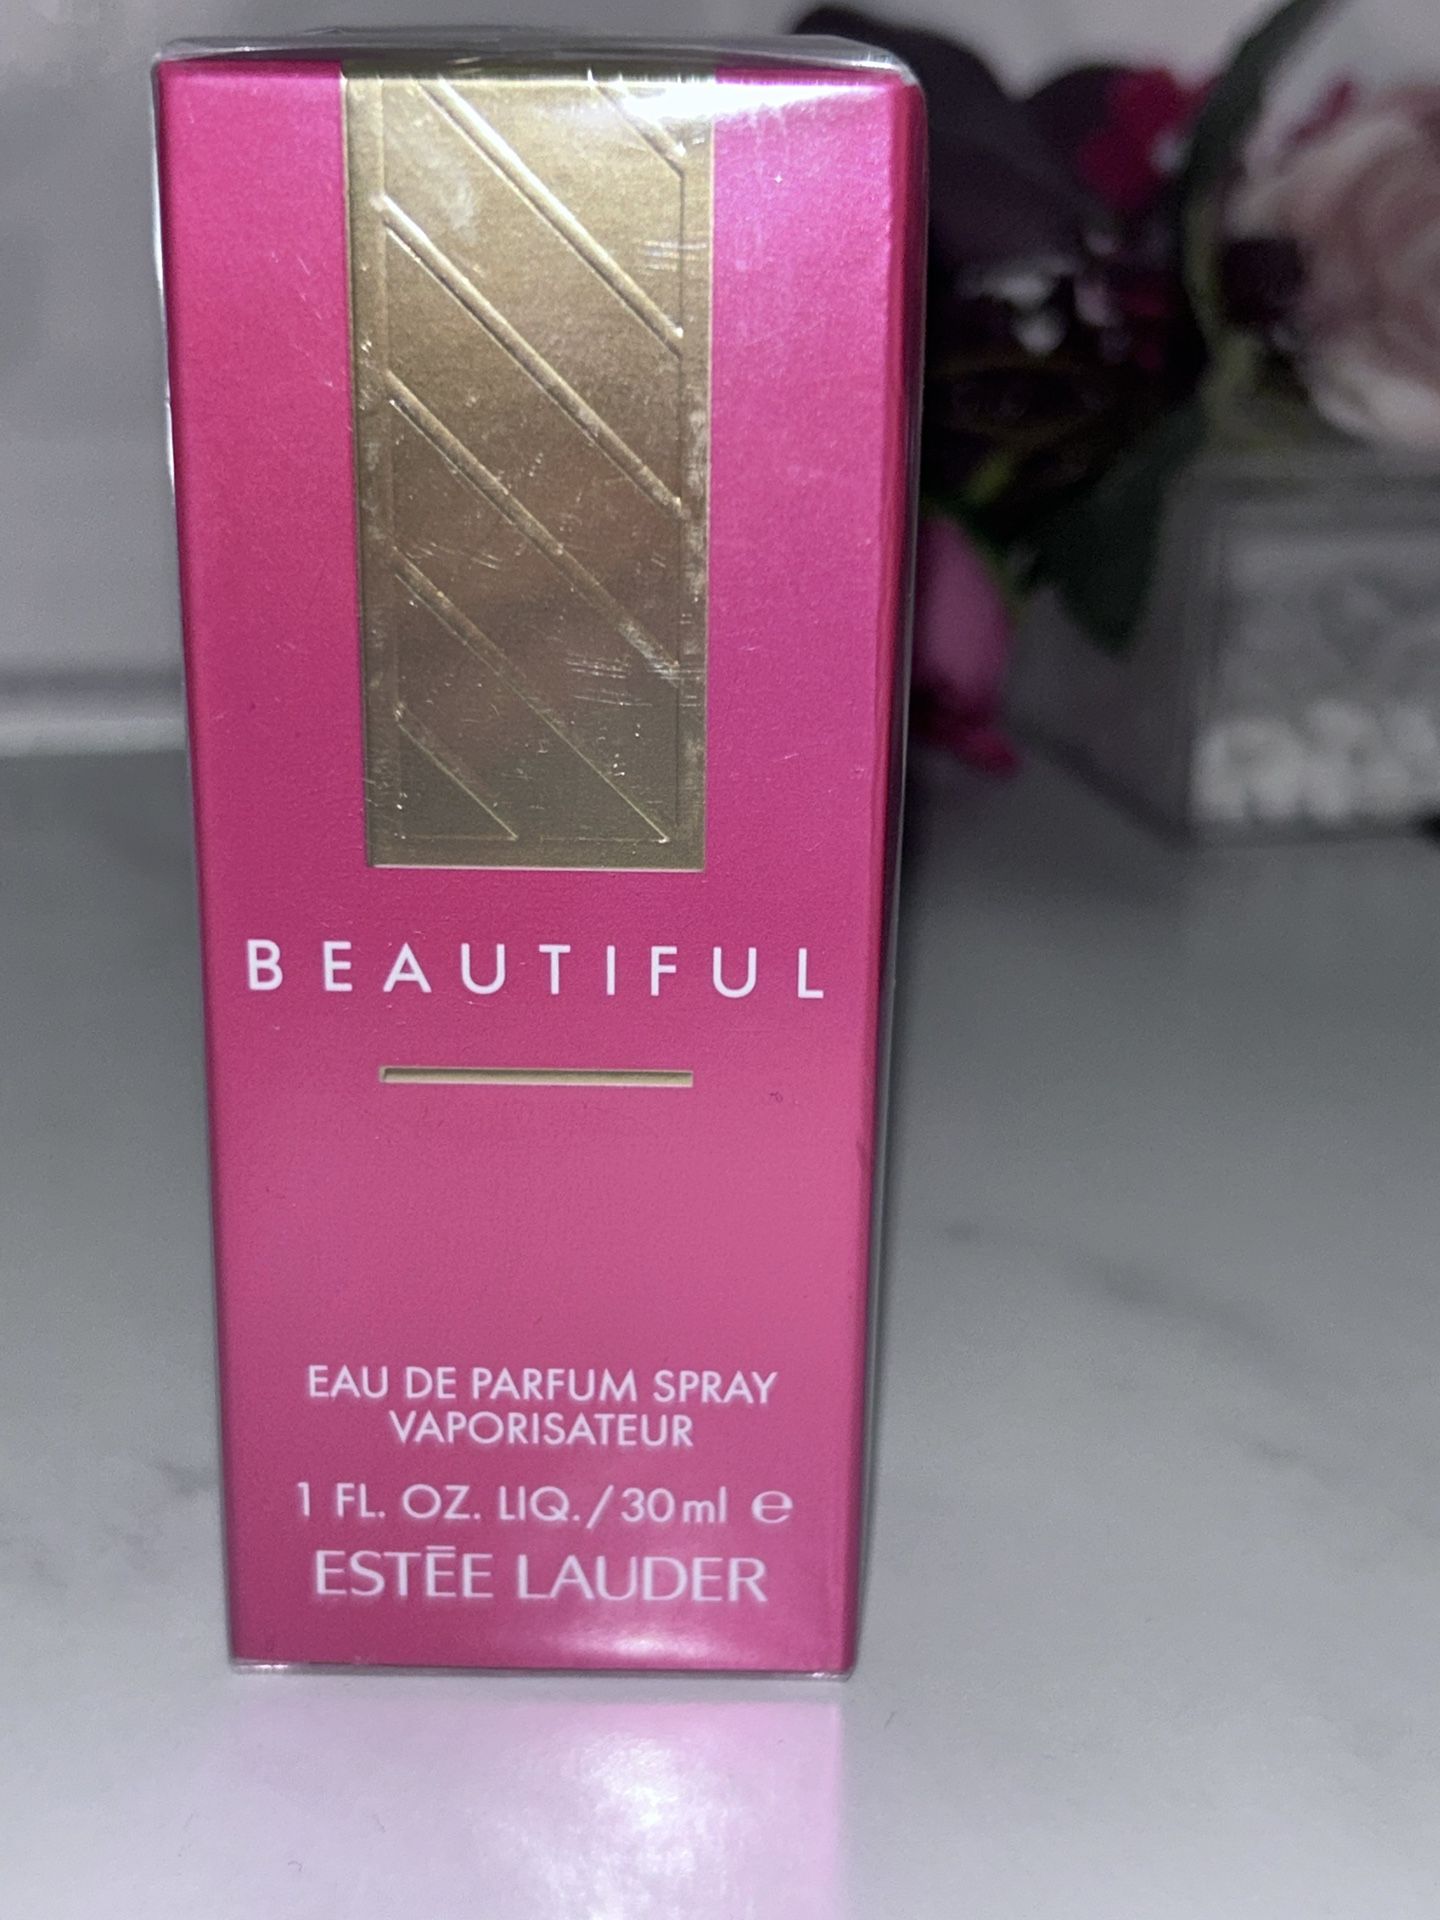 BEAUTIFUL
EAU DE PARFUM SPRAY
VAPORISATEUR
1 FL. OZ. LIQ./30ml ℮
ESTĒE LAUDER